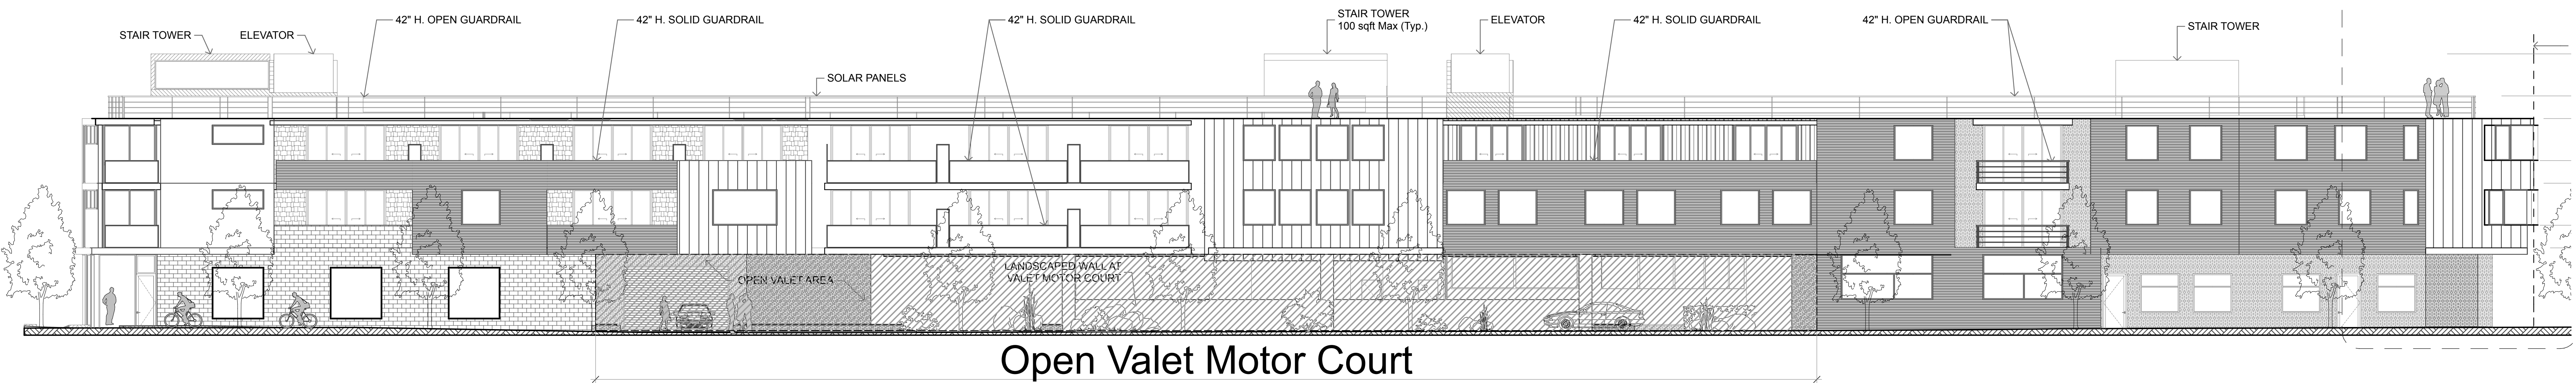 STAIR TOWER
ELEVATOR
42" H. OPEN GUARDRAIL
42" H. SOLID GUARDRAIL
SOLAR PANELS
42" H. SOLID GUARDRAIL
STAIR TOWER
100 sqft Max (Typ.)
ELEVATOR
42" H. SOLID GUARDRAIL
42" H. OPEN GUARDRAIL
STAIR TOWER
OPEN VALET AREA
LANDSCAPED WALL AT
VALET MOTOR COURT
Open Valet Motor Court